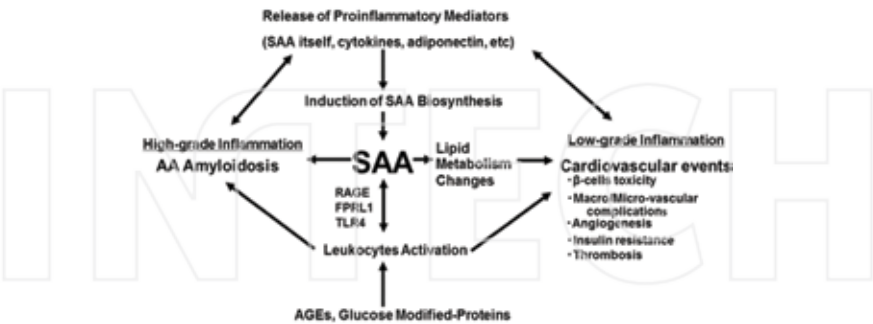 Release of Proinflammatory Mediators
(SAA itself, cytokines, adiponectin, etc)
Induction of SAA Biosynthesis
High-grade Inflammation
AA Amyloidosis
SAA
Lipid
Metabolism
Changes
Low-grade Inflammation
Cardiovascular events:
·β-cells toxicity
·Macro/Micro-vascular
complications
·Angiogenesis
·Insulin resistance
·Thrombosis
RAGE
FPRL1
TLR4
Leukocytes Activation
AGEs, Glucose Modified-Proteins
INTECH